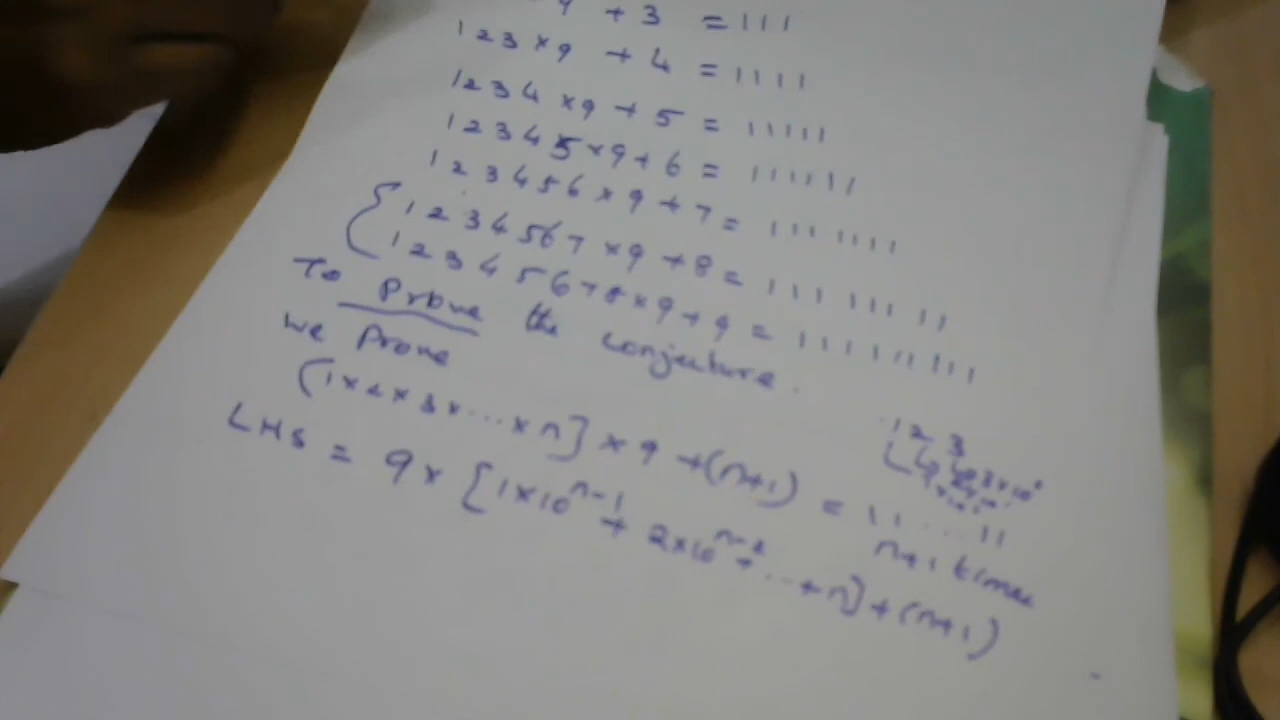 + 3 = 111
123 × 9 + 4 = 1111
1234 × 9 + 5 = 11111
12345 × 9 + 6 = 111111
123456 × 9 + 7 = 1111111
1234567 × 9 + 8 = 11111111
12345678 × 9 + 9 = 111111111
To Prove the conjecture.
We Prove
(1×2×3×...×n] × 9 + (n+1) = 11....11
n+1 times
LHS = 9 × [1×10^{n-1} + 2×10^{n-2} + ... + n] + (n+1)
123